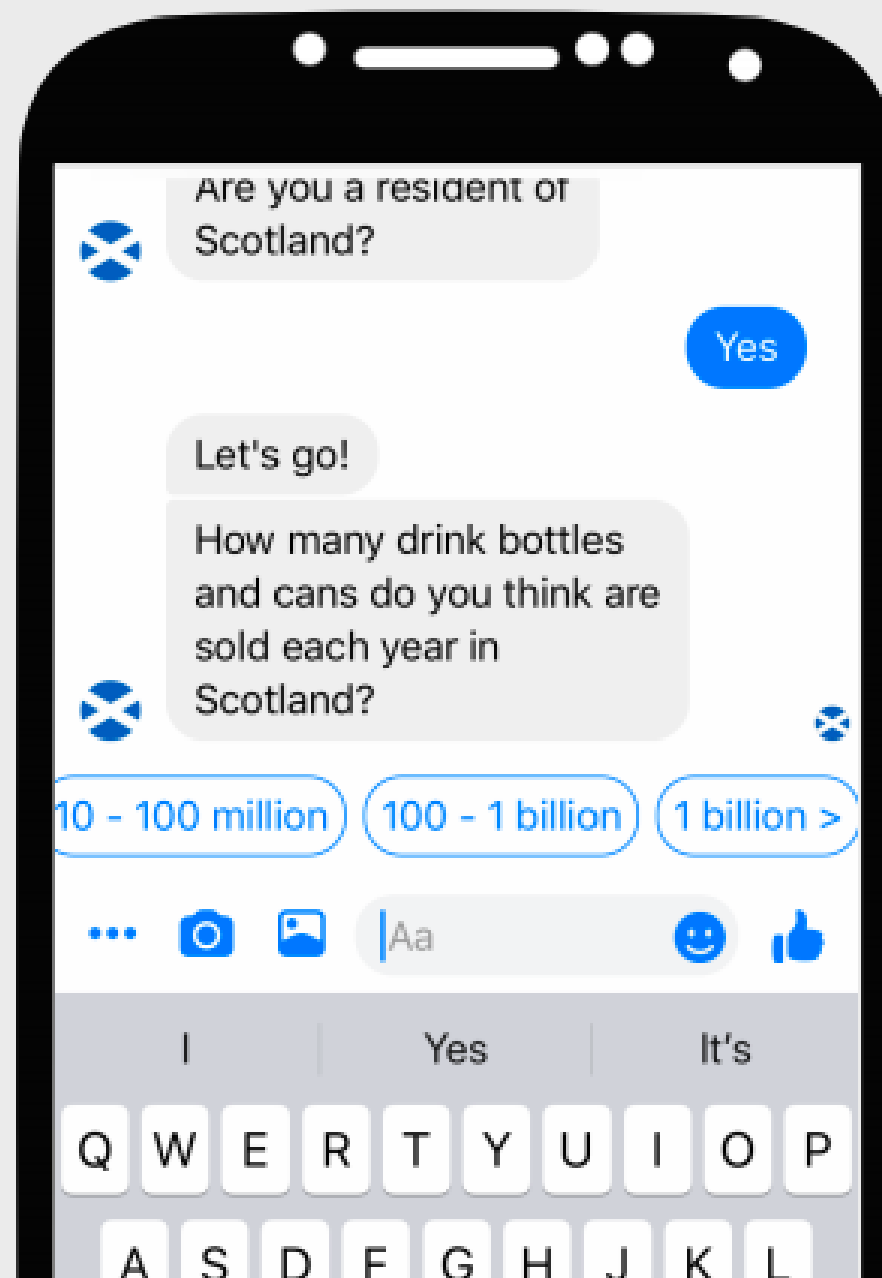 Are you a resident of
Scotland?
Yes
Let's go!
How many drink bottles
and cans do you think are
sold each year in
Scotland?
10 - 100 million 100 - 1 billion 1 billion >
Aa
I Yes It's
Q W E R T Y U I O P
A S D F G H J K L